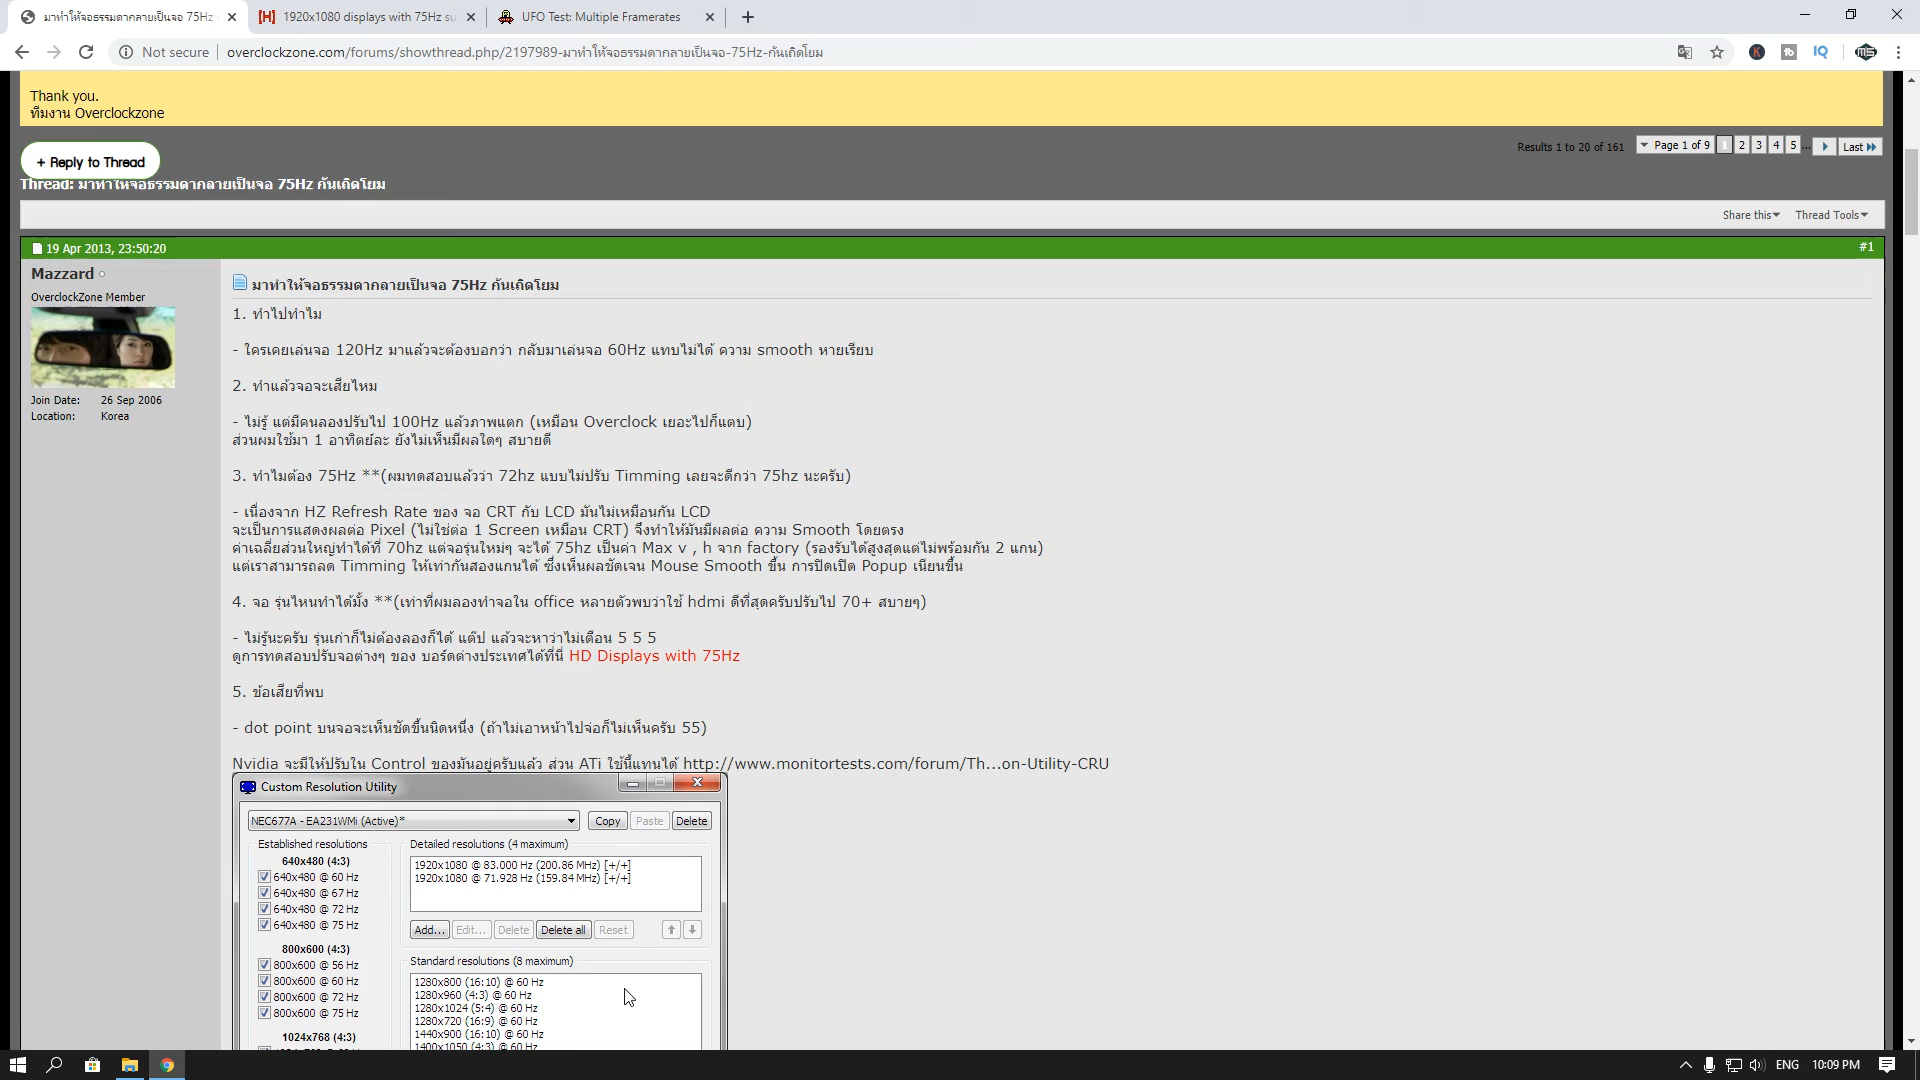 มาทำให้จอธรรมดากลายเป็นจอ 75Hz
1920x1080 displays with 75Hz su
UFO Test: Multiple Framerates
Not secure
overclockzone.com/forums/showthread.php/2197989-มาทำให้จอธรรมดากลายเป็นจอ-75Hz-กันเถิดโยม
Thank you.
ทีมงาน Overclockzone
+ Reply to Thread
Results 1 to 20 of 161
Page 1 of 9 1 2 3 4 5 ... Last
Thread: มาทำให้จอธรรมดากลายเป็นจอ 75Hz กันเถิดโยม
Share this
Thread Tools
19 Apr 2013, 23:50:20
#1
Mazzard
OverclockZone Member
Join Date: 26 Sep 2006
Location: Korea
มาทำให้จอธรรมดากลายเป็นจอ 75Hz กันเถิดโยม
1. ทำไปทำไม
- ใครเคยเล่นจอ 120Hz มาแล้วจะต้องบอกว่า กลับมาเล่นจอ 60Hz แทบไม่ได้ ความ smooth หายเรียบ
2. ทำแล้วจอจะเสียไหม
- ไม่รู้ แต่มีคนลองปรับไป 100Hz แล้วภาพแตก (เหมือน Overclock เยอะไปก็แตบ)
ส่วนผมใช้มา 1 อาทิตย์ละ ยังไม่เห็นมีผลใดๆ สบายดี
3. ทำไมต้อง 75Hz **(ผมทดสอบแล้วว่า 72hz แบบไม่ปรับ Timming เลยจะดีกว่า 75hz นะครับ)
- เนื่องจาก HZ Refresh Rate ของ จอ CRT กับ LCD มันไม่เหมือนกัน LCD
จะเป็นการแสดงผลต่อ Pixel (ไม่ใช่ต่อ 1 Screen เหมือน CRT) จึงทำให้มันมีผลต่อ ความ Smooth โดยตรง
ค่าเฉลี่ยส่วนใหญ่ทำได้ที่ 70hz แต่จอรุ่นใหม่ๆ จะได้ 75hz เป็นค่า Max v , h จาก factory (รองรับได้สูงสุดแต่ไม่พร้อมกัน 2 แกน)
แต่เราสามารถลด Timming ให้เท่ากันสองแกนได้ ซึ่งเห็นผลชัดเจน Mouse Smooth ขึ้น การปิดเปิด Popup เนียนขึ้น
4. จอ รุ่นไหนทำได้มั้ง **(เท่าที่ผมลองทำจอใน office หลายตัวพบว่าใช้ hdmi ดีที่สุดครับปรับไป 70+ สบายๆ)
- ไม่รู้นะครับ รุ่นเก่าก็ไม่ต้องลองก็ได้ แต๊ป แล้วจะหาว่าไม่เตือน 5 5 5
ดูการทดสอบปรับจอต่างๆ ของ บอร์ดต่างประเทศได้ที่นี่ HD Displays with 75Hz
5. ข้อเสียที่พบ
- dot point บนจอจะเห็นชัดขึ้นนิดหนึ่ง (ถ้าไม่เอาหน้าไปจ่อก็ไม่เห็นครับ 55)
Nvidia จะมีให้ปรับใน Control ของมันอยู่ครับแล้ว ส่วน ATi ใช้นี้แทนได้ http://www.monitortests.com/forum/Th...on-Utility-CRU
Custom Resolution Utility
NEC677A - EA231WMi (Active)*
Copy
Paste
Delete
Established resolutions
640x480 (4:3)
640x480 @ 60 Hz
640x480 @ 67 Hz
640x480 @ 72 Hz
640x480 @ 75 Hz
800x600 (4:3)
800x600 @ 56 Hz
800x600 @ 60 Hz
800x600 @ 72 Hz
800x600 @ 75 Hz
1024x768 (4:3)
Detailed resolutions (4 maximum)
1920x1080 @ 83.000 Hz (200.86 MHz) [+/+]
1920x1080 @ 71.928 Hz (159.84 MHz) [+/+]
Add...
Edit...
Delete
Delete all
Reset
Standard resolutions (8 maximum)
1280x800 (16:10) @ 60 Hz
1280x960 (4:3) @ 60 Hz
1280x1024 (5:4) @ 60 Hz
1280x720 (16:9) @ 60 Hz
1440x900 (16:10) @ 60 Hz
1400x1050 (4:3) @ 60 Hz
ENG
10:09 PM